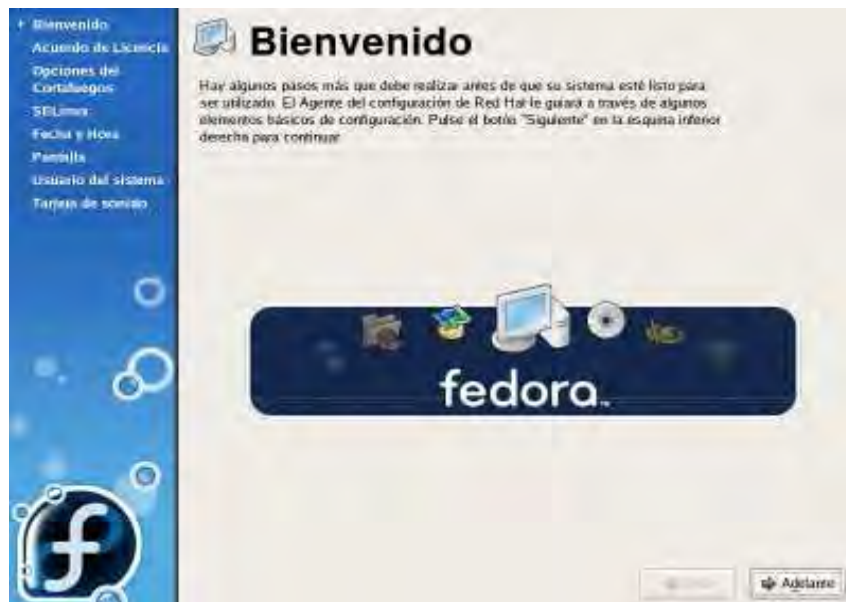 Bienvenido
Acuerdo de Licencia
Opciones del
Cortafuegos
SELinux
Fecha y Hora
Pantalla
Usuario del sistema
Tarjeta de sonido
Bienvenido
Hay algunos pasos más que debe realizar antes de que su sistema esté listo para
ser utilizado. El Agente del configuración de Red Hat le guiará a través de algunos
elementos básicos de configuración. Pulse el botón "Siguiente" en la esquina inferior
derecha para continuar
fedora™
Adelante